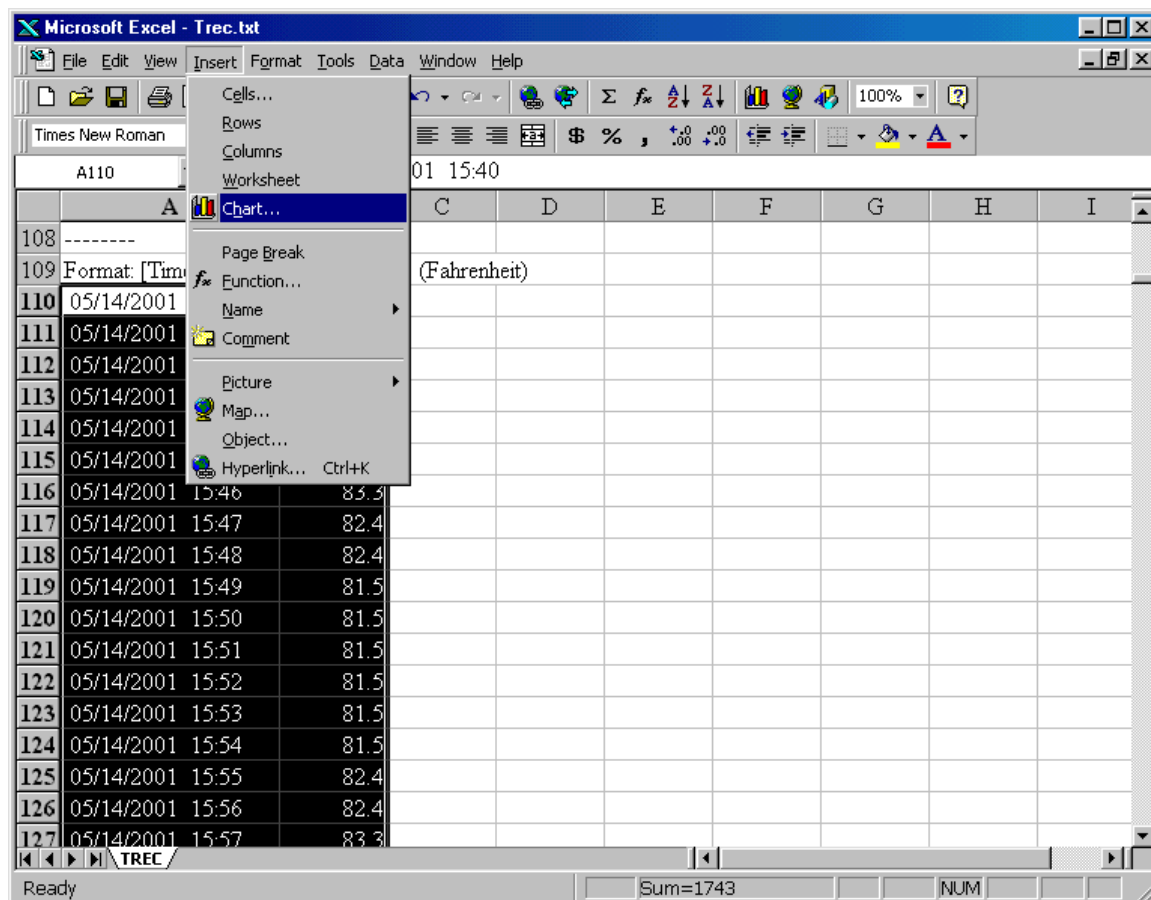 Microsoft Excel - Trec.txt
File Edit View Insert Format Tools Data Window Help
100%
Times New Roman
$ % ,
A110 01 15:40
Cells...
Rows
Columns
Worksheet
Chart...
Page Break
Function...
Name
Comment
Picture
Map...
Object...
Hyperlink... Ctrl+K
A C D E F G H I
108 --------
109 Format: [Tim (Fahrenheit)
110 05/14/2001
111 05/14/2001
112 05/14/2001
113 05/14/2001
114 05/14/2001
115 05/14/2001
116 05/14/2001 15:46 83.3
117 05/14/2001 15:47 82.4
118 05/14/2001 15:48 82.4
119 05/14/2001 15:49 81.5
120 05/14/2001 15:50 81.5
121 05/14/2001 15:51 81.5
122 05/14/2001 15:52 81.5
123 05/14/2001 15:53 81.5
124 05/14/2001 15:54 81.5
125 05/14/2001 15:55 82.4
126 05/14/2001 15:56 82.4
127 05/14/2001 15:57 83.3
TREC
Ready Sum=1743 NUM